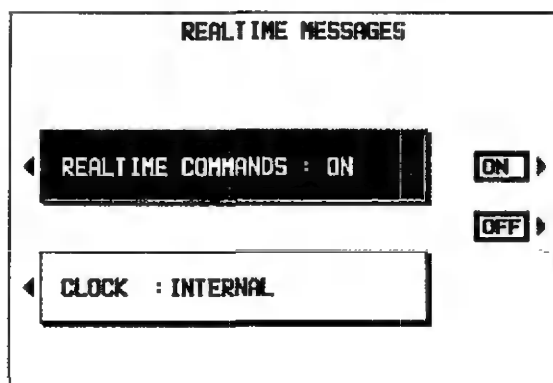 REALTIME MESSAGES
REALTIME COMMANDS : ON
ON
OFF
CLOCK : INTERNAL